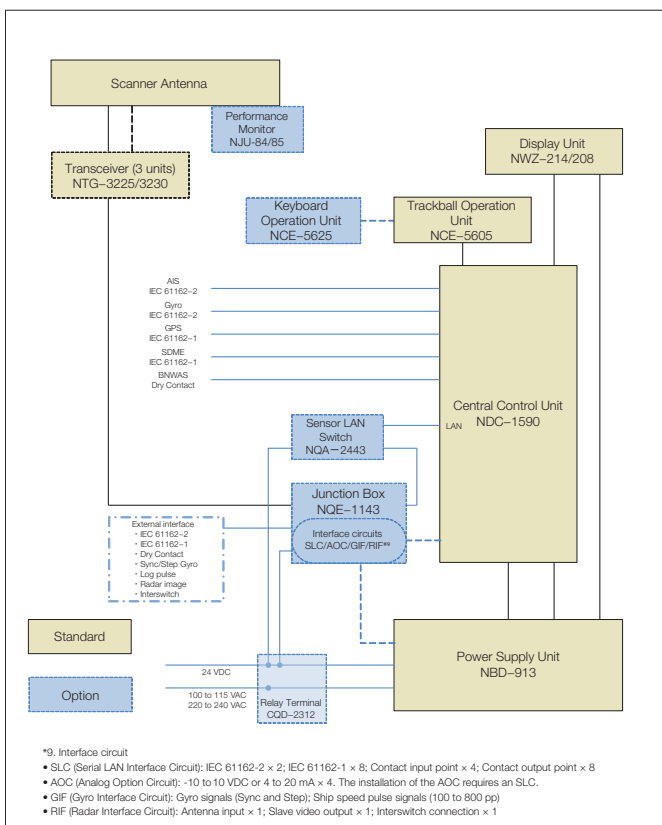 Scanner Antenna
Performance
Monitor
NJU-84/85
Transceiver (3 units)
NTG-3225/3230
Display Unit
NWZ-214/208
Keyboard
Operation Unit
NCE-5625
Trackball Operation
Unit
NCE-5605
AIS
IEC 61162-2
Gyro
IEC 61162-2
GPS
IEC 61162-1
SDME
IEC 61162-1
BNWAS
Dry Contact
Central Control Unit
NDC-1590
LAN
Sensor LAN
Switch
NQA-2443
Junction Box
NQE-1143
Interface circuits
SLC/AOC/GIF/RIF*9
External interface
・IEC 61162-2
・IEC 61162-1
・Dry Contact
・Sync/Step Gyro
・Log pulse
・Radar image
・Interswitch
Standard
Option
24 VDC
100 to 115 VAC
220 to 240 VAC
Relay Terminal
CQD-2312
Power Supply Unit
NBD-913
*9. Interface circuit
• SLC (Serial LAN Interface Circuit): IEC 61162-2 × 2; IEC 61162-1 × 8; Contact input point × 4; Contact output point × 8
• AOC (Analog Option Circuit): -10 to 10 VDC or 4 to 20 mA × 4. The installation of the AOC requires an SLC.
• GIF (Gyro Interface Circuit): Gyro signals (Sync and Step); Ship speed pulse signals (100 to 800 pp)
• RIF (Radar Interface Circuit): Antenna input × 1; Slave video output × 1; Interswitch connection × 1